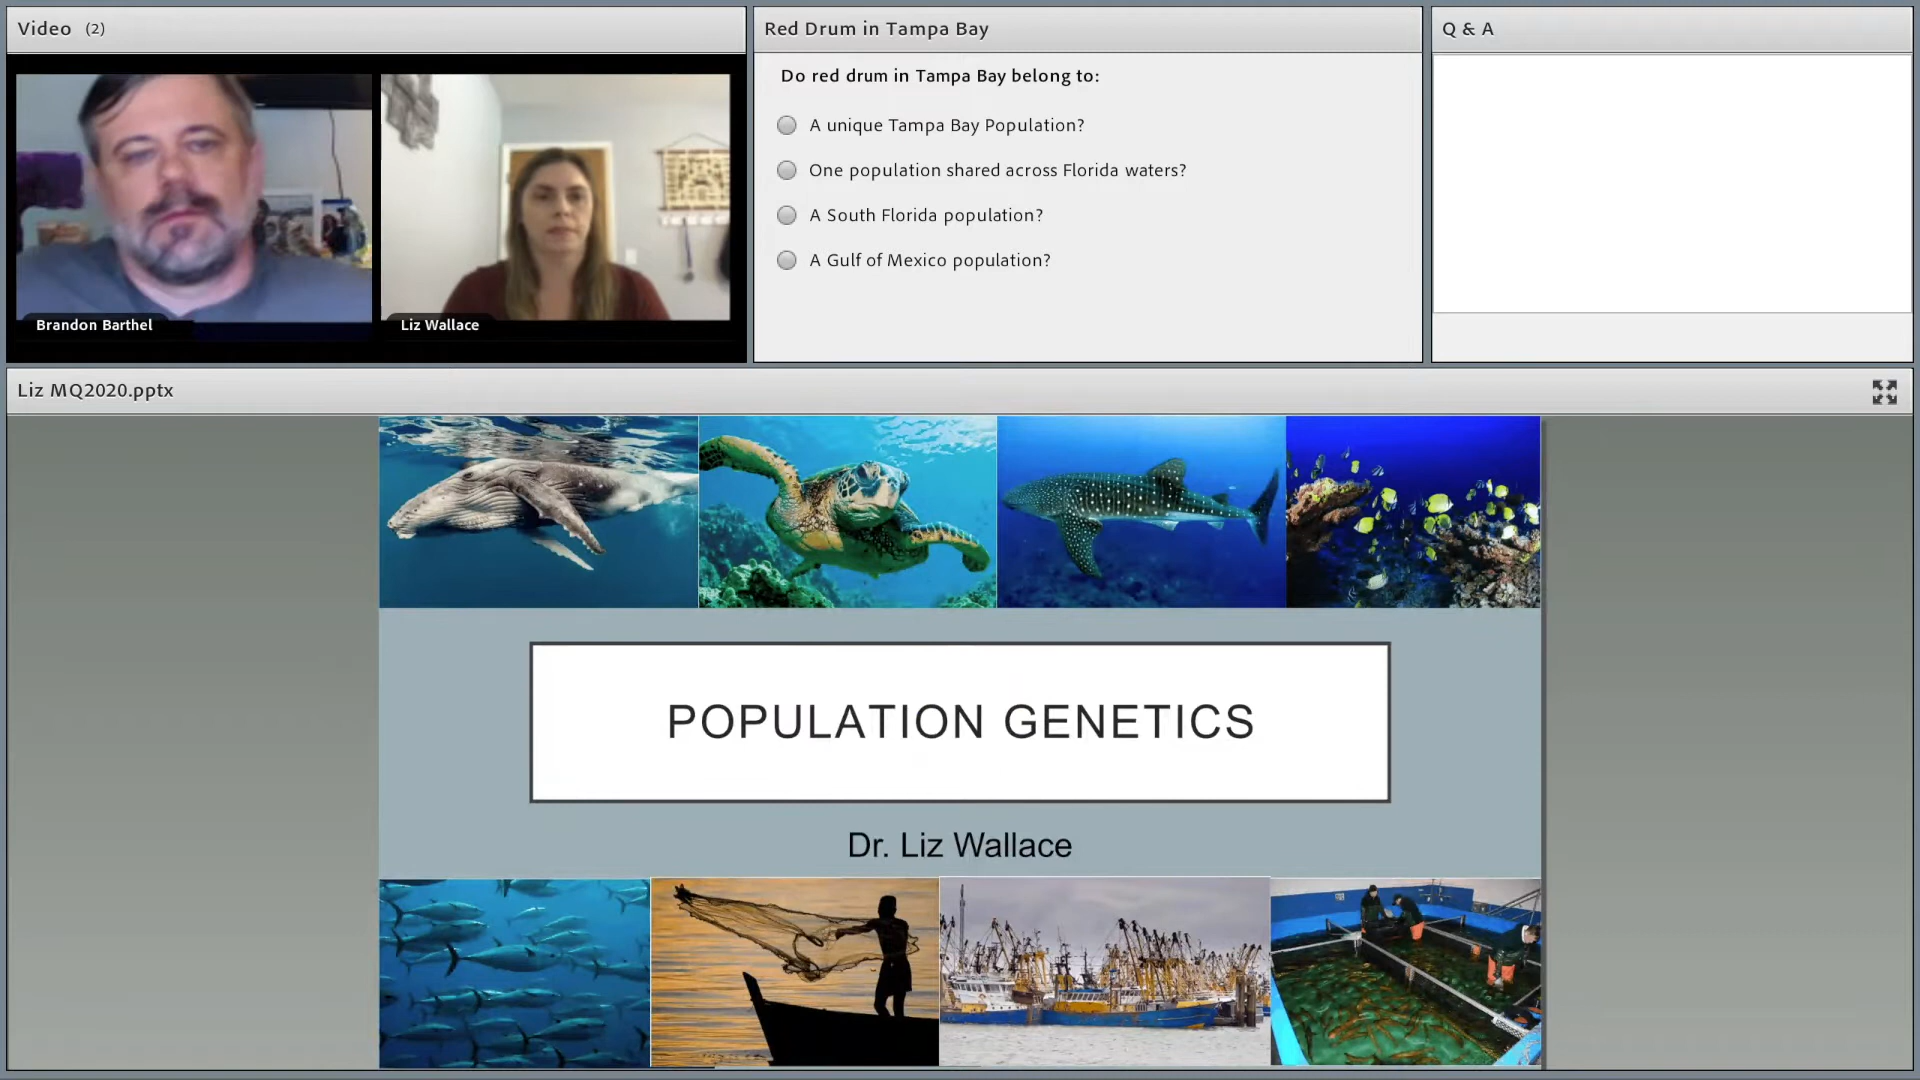 Video (2)
Brandon Barthel
Liz Wallace
Red Drum in Tampa Bay
Do red drum in Tampa Bay belong to:
A unique Tampa Bay Population?
One population shared across Florida waters?
A South Florida population?
A Gulf of Mexico population?
Q & A
Liz MQ2020.pptx
POPULATION GENETICS
Dr. Liz Wallace